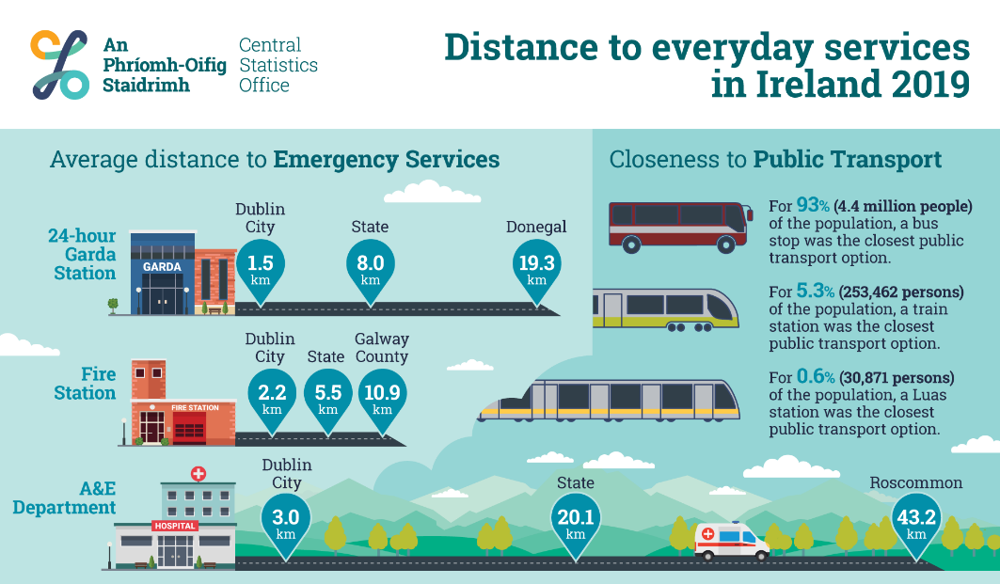 An
Phríomh-Oifig
Staidrimh
Central
Statistics
Office
Distance to everyday services
in Ireland 2019
Average distance to Emergency Services
24-hour
Garda
Station
GARDA
Dublin
City
1.5
km
State
8.0
km
Donegal
19.3
km
Fire
Station
FIRE STATION
Dublin
City
2.2
km
State
5.5
km
Galway
County
10.9
km
A&E
Department
HOSPITAL
Dublin
City
3.0
km
State
20.1
km
Roscommon
43.2
km
Closeness to Public Transport
For 93% (4.4 million people)
of the population, a bus
stop was the closest public
transport option.
For 5.3% (253,462 persons)
of the population, a train
station was the closest
public transport option.
For 0.6% (30,871 persons)
of the population, a Luas
station was the closest
public transport option.